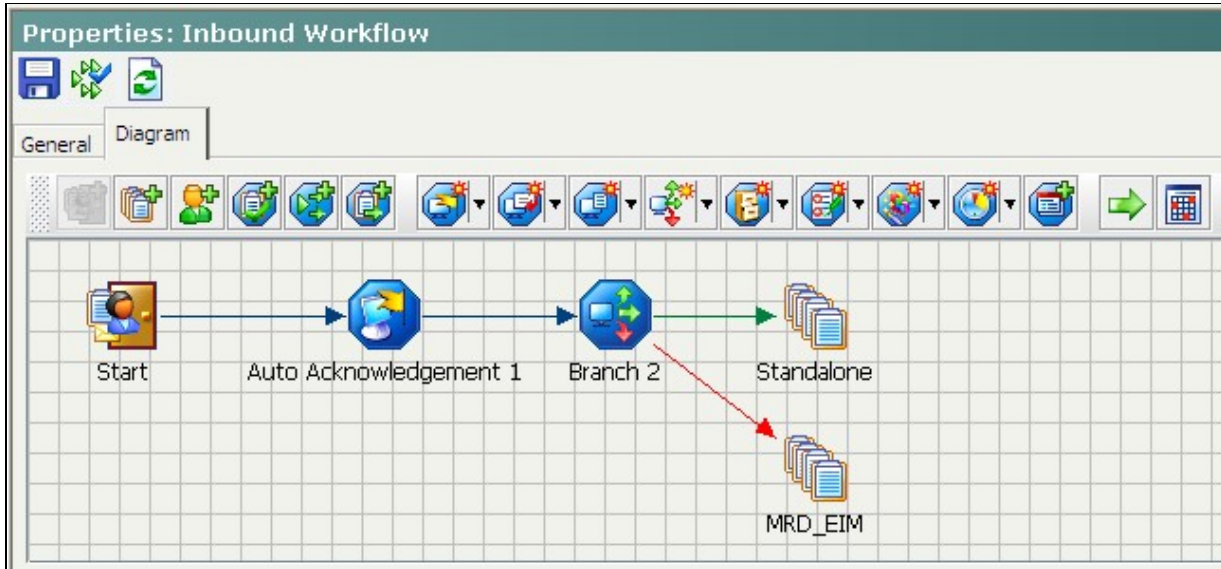 Properties: Inbound Workflow
General
Diagram
Start
Auto Acknowledgement 1
Branch 2
Standalone
MRD_EIM